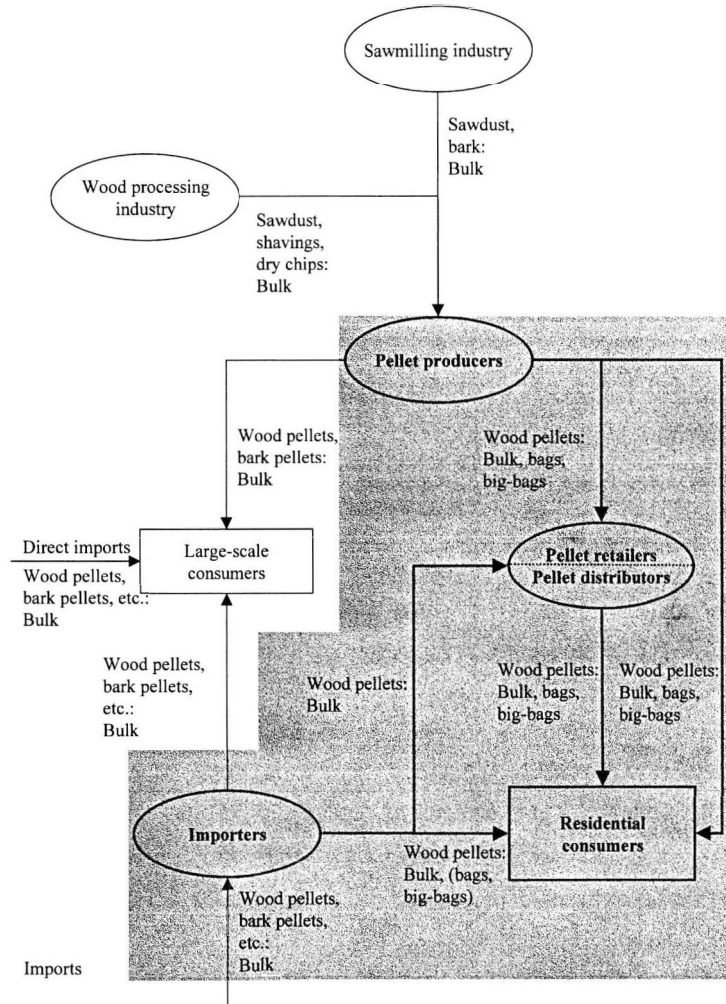 Sawmilling industry
Sawdust,
bark:
Bulk
Wood processing
industry
Sawdust,
shavings,
dry chips:
Bulk
Pellet producers
Wood pellets,
bark pellets:
Bulk
Wood pellets:
Bulk, bags,
big-bags
Direct imports
Wood pellets,
bark pellets, etc.:
Bulk
Large-scale
consumers
Pellet retailers
Pellet distributors
Wood pellets,
bark pellets,
etc.:
Bulk
Wood pellets:
Bulk
Wood pellets:
Bulk, bags,
big-bags
Wood pellets:
Bulk, bags,
big-bags
Importers
Residential
consumers
Wood pellets:
Bulk, (bags,
big-bags)
Wood pellets,
bark pellets,
etc.:
Bulk
Imports